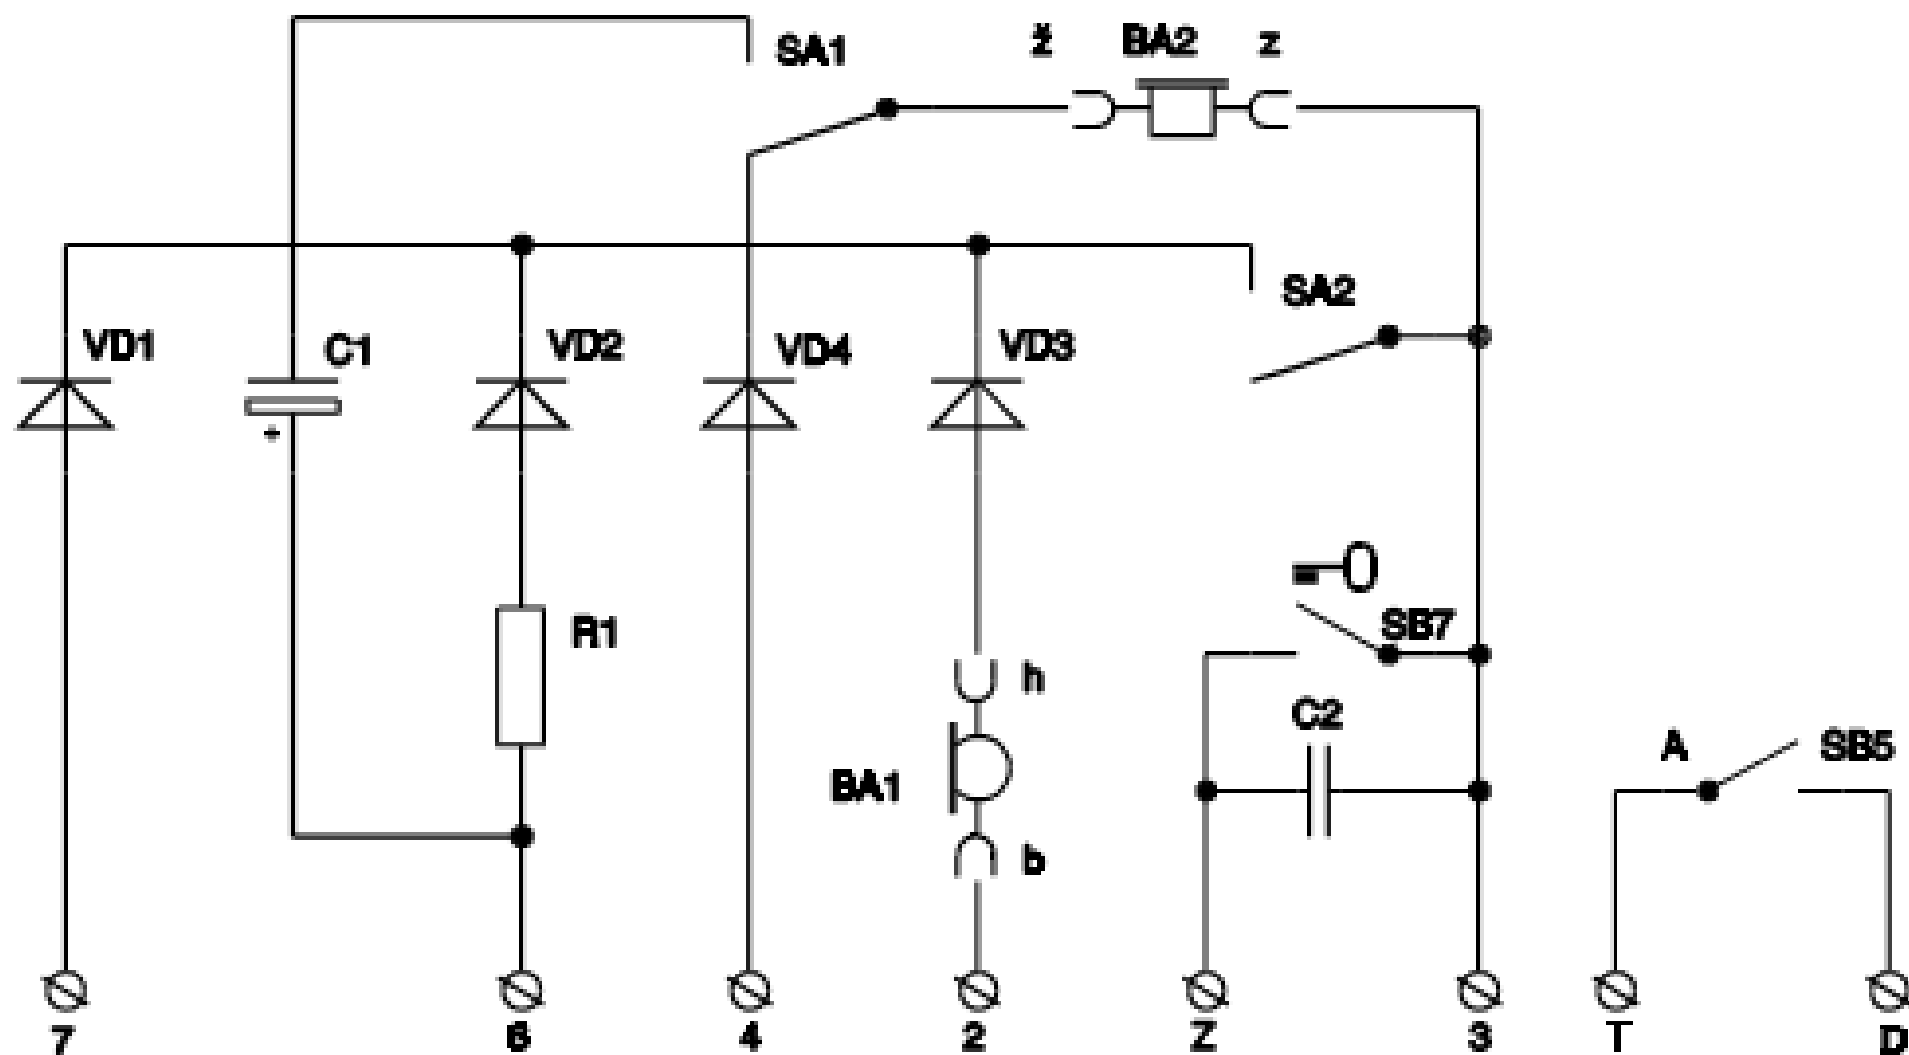 SA1
ž BA2 z
SA2
VD1
C1
VD2
VD4
VD3
R1
SB7
h
C2
BA1
A
SB5
b
+
7 6 4 2 Z 3 T D